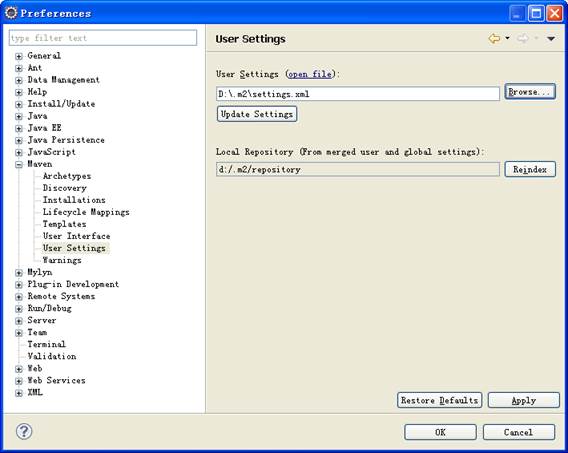 Preferences
type filter text
General
Ant
Data Management
Help
Install/Update
Java
Java EE
Java Persistence
JavaScript
Maven
Archetypes
Discovery
Installations
Lifecycle Mappings
Templates
User Interface
User Settings
Warnings
Mylyn
Plug-in Development
Remote Systems
Run/Debug
Server
Team
Terminal
Validation
Web
Web Services
XML
User Settings
User Settings (open file):
D:\.m2\settings.xml
Browse...
Update Settings
Local Repository (From merged user and global settings):
d:/.m2/repository
Reindex
Restore Defaults
Apply
?
OK
Cancel